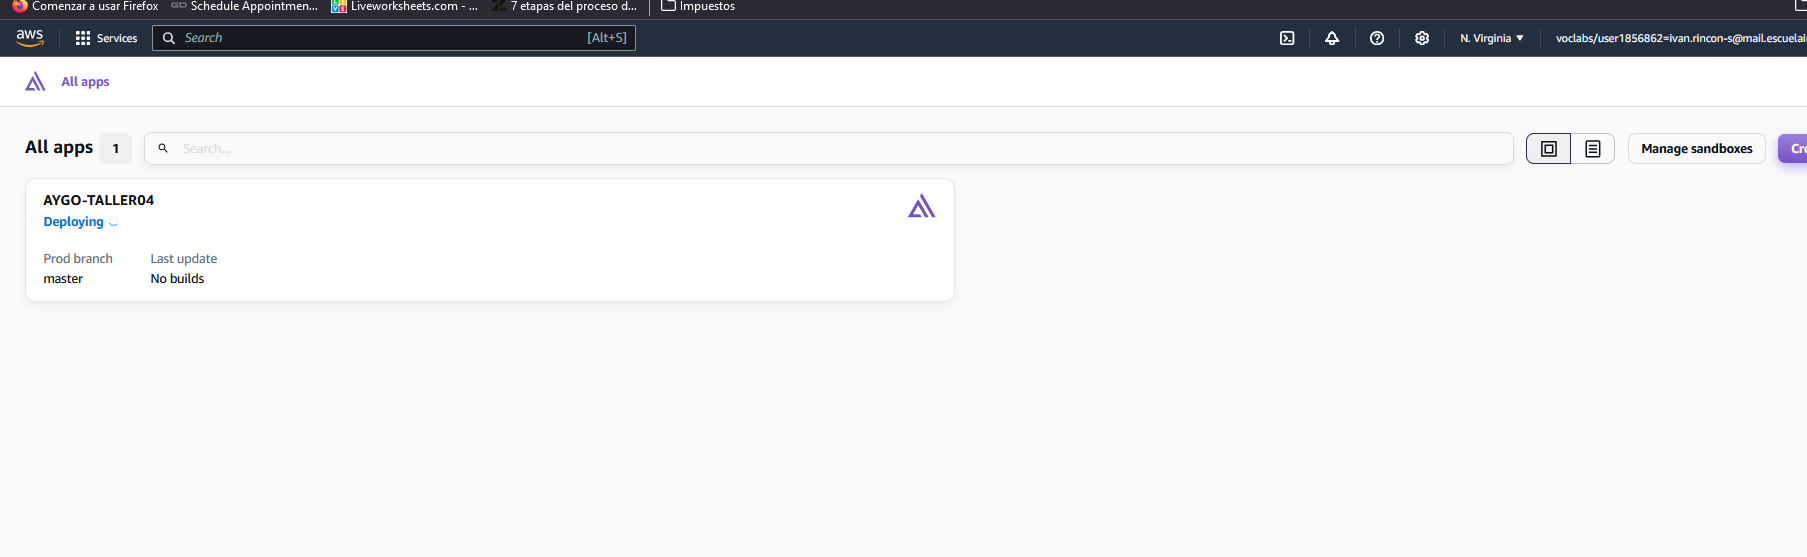 Comenzar a usar Firefox Schedule Appointmen... Liveworksheets.com - ... 7 etapas del proceso d... Impuestos
aws Services Search [Alt+S] N. Virginia voclabs/user1856862=ivan.rincon-s@mail.escuelai
All apps
All apps 1 Search... Manage sandboxes Cre
AYGO-TALLER04
Deploying
Prod branch Last update
master No builds